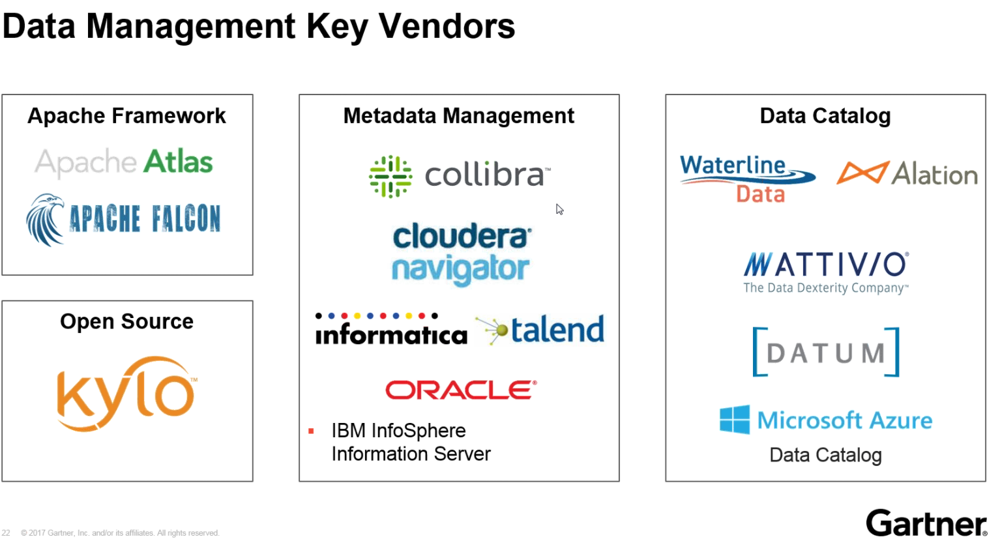 Data Management Key Vendors
Apache Framework
Apache Atlas
APACHE FALCON
Open Source
kylo™
Metadata Management
collibra™
cloudera®
navigator
informatica
talend
ORACLE®
▪ IBM InfoSphere
Information Server
Data Catalog
Waterline
Data
Alation
ATTIVIO®
The Data Dexterity Company™
[DATUM]
Microsoft Azure
Data Catalog
22 © 2017 Gartner, Inc. and/or its affiliates. All rights reserved.
Gartner®